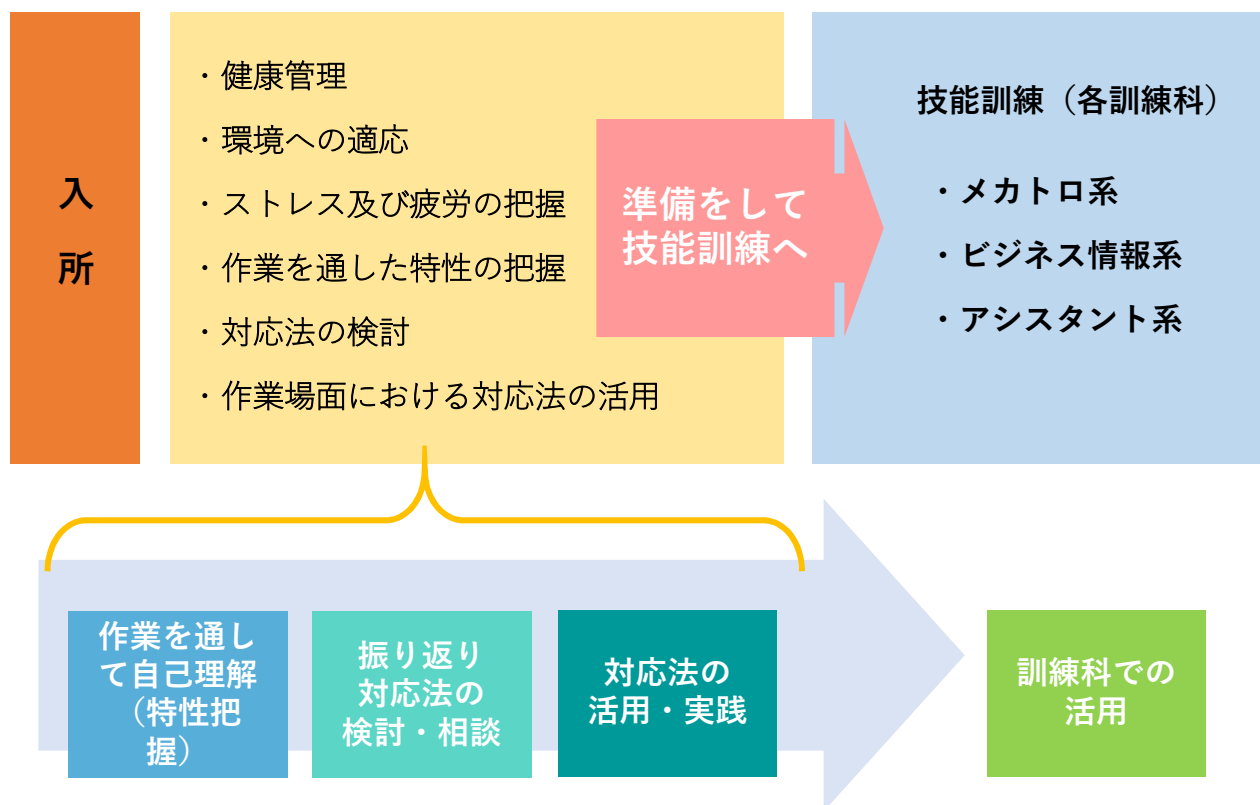 入
所
・健康管理
・環境への適応
・ストレス及び疲労の把握
・作業を通した特性の把握
・対応法の検討
・作業場面における対応法の活用
準備をして
技能訓練へ
技能訓練（各訓練科）
・メカトロ系
・ビジネス情報系
・アシスタント系
作業を通し
て自己理解
（特性把
握）
振り返り
対応法の
検討・相談
対応法の
活用・実践
訓練科での
活用